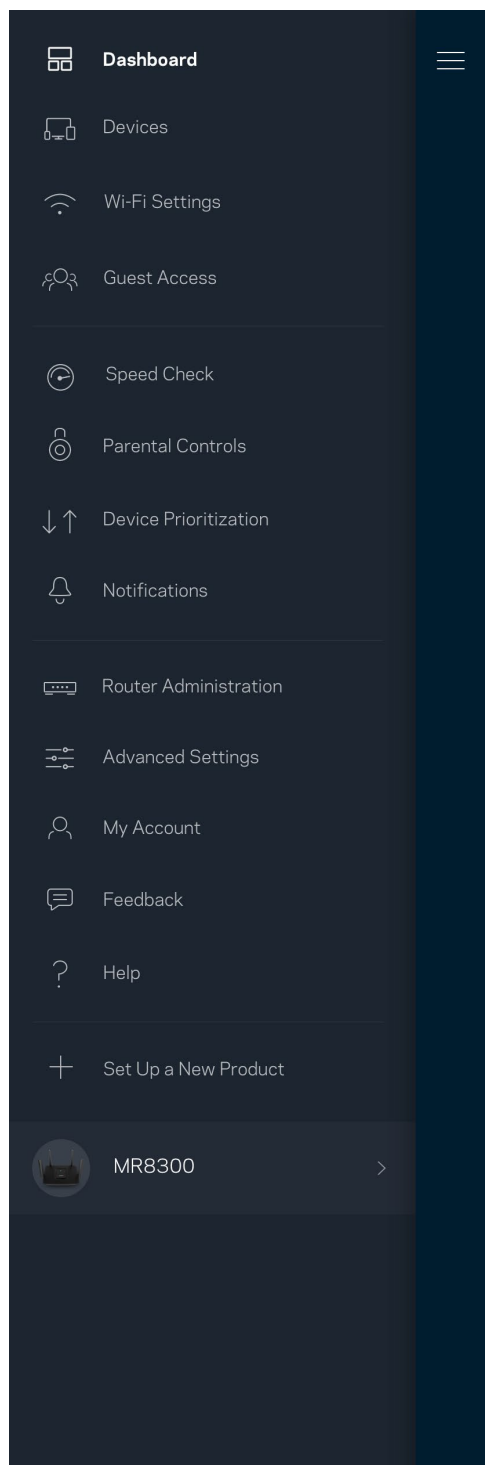 Dashboard
Devices
Wi-Fi Settings
Guest Access
Speed Check
Parental Controls
Device Prioritization
Notifications
Router Administration
Advanced Settings
My Account
Feedback
Help
Set Up a New Product
MR8300